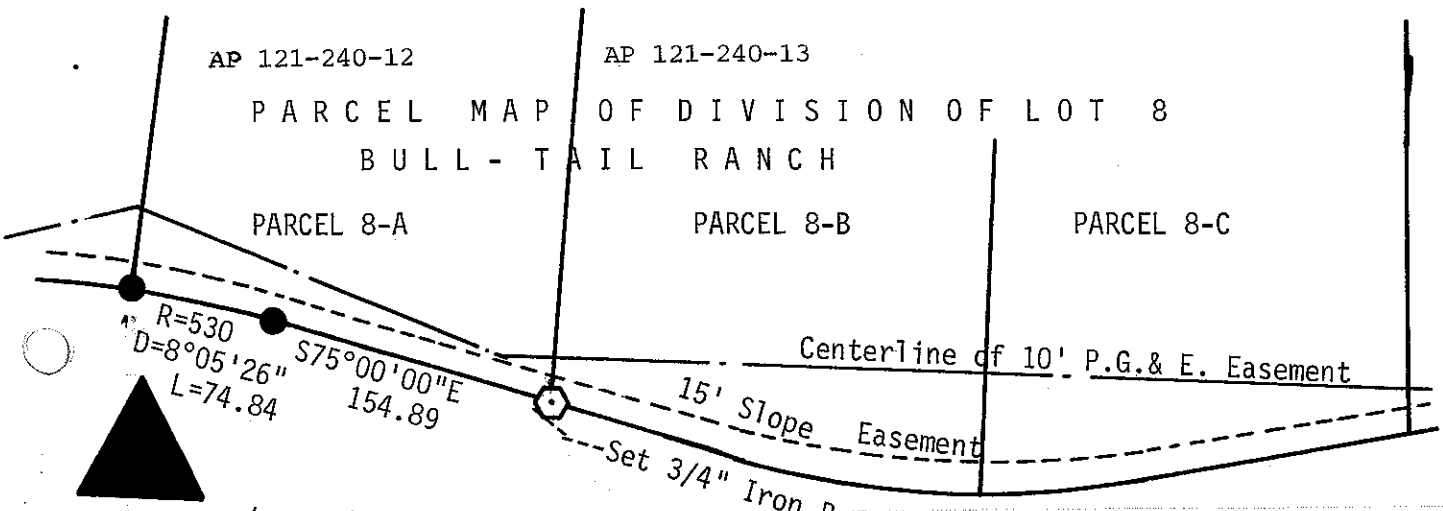 AP 121-240-12
AP 121-240-13
PARCEL MAP OF DIVISION OF LOT 8
BULL-TAIL RANCH
PARCEL 8-A
PARCEL 8-B
PARCEL 8-C
R=530
D=8°05'26"
L=74.84
S75°00'00"E
154.89
Centerline of 10' P.G.& E. Easement
15' Slope Easement
Set 3/4" Iron